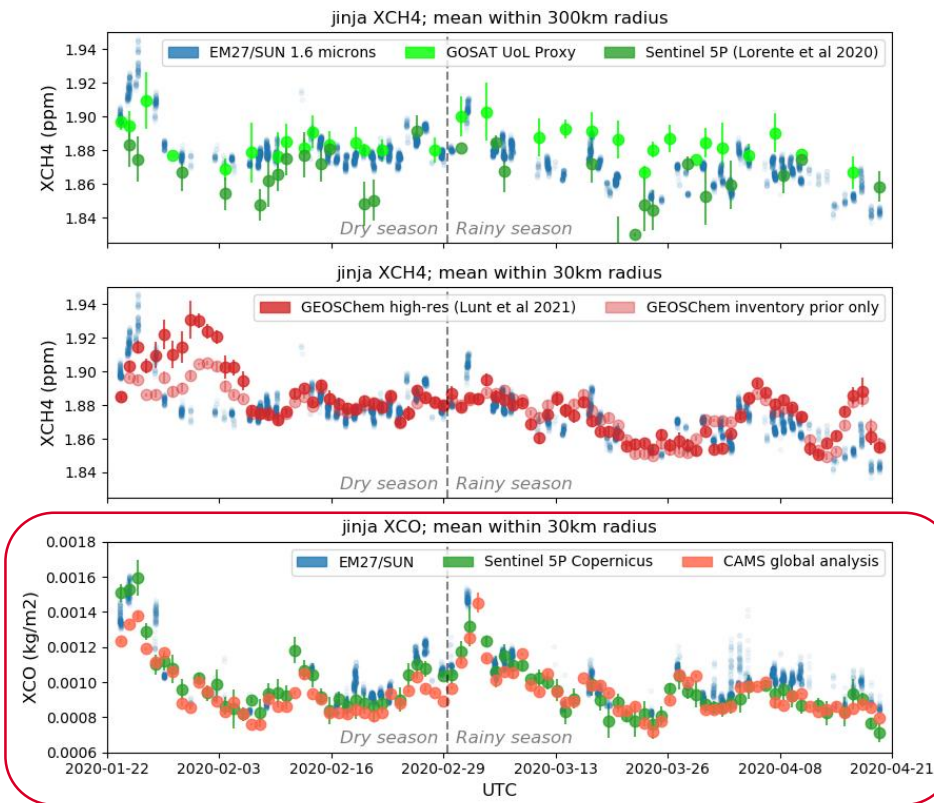 jinja XCH4; mean within 300km radius
EM27/SUN 1.6 microns GOSAT UoL Proxy Sentinel 5P (Lorente et al 2020)
XCH4 (ppm)
1.94
1.92
1.90
1.88
1.86
1.84
Dry season Rainy season
jinja XCH4; mean within 30km radius
GEOSChem high-res (Lunt et al 2021) GEOSChem inventory prior only
XCH4 (ppm)
1.94
1.92
1.90
1.88
1.86
1.84
Dry season Rainy season
jinja XCO; mean within 30km radius
EM27/SUN Sentinel 5P Copernicus CAMS global analysis
XCO (kg/m2)
0.0018
0.0016
0.0014
0.0012
0.0010
0.0008
0.0006
Dry season Rainy season
2020-01-22 2020-02-03 2020-02-16 2020-02-29 2020-03-13 2020-03-26 2020-04-08 2020-04-21
UTC